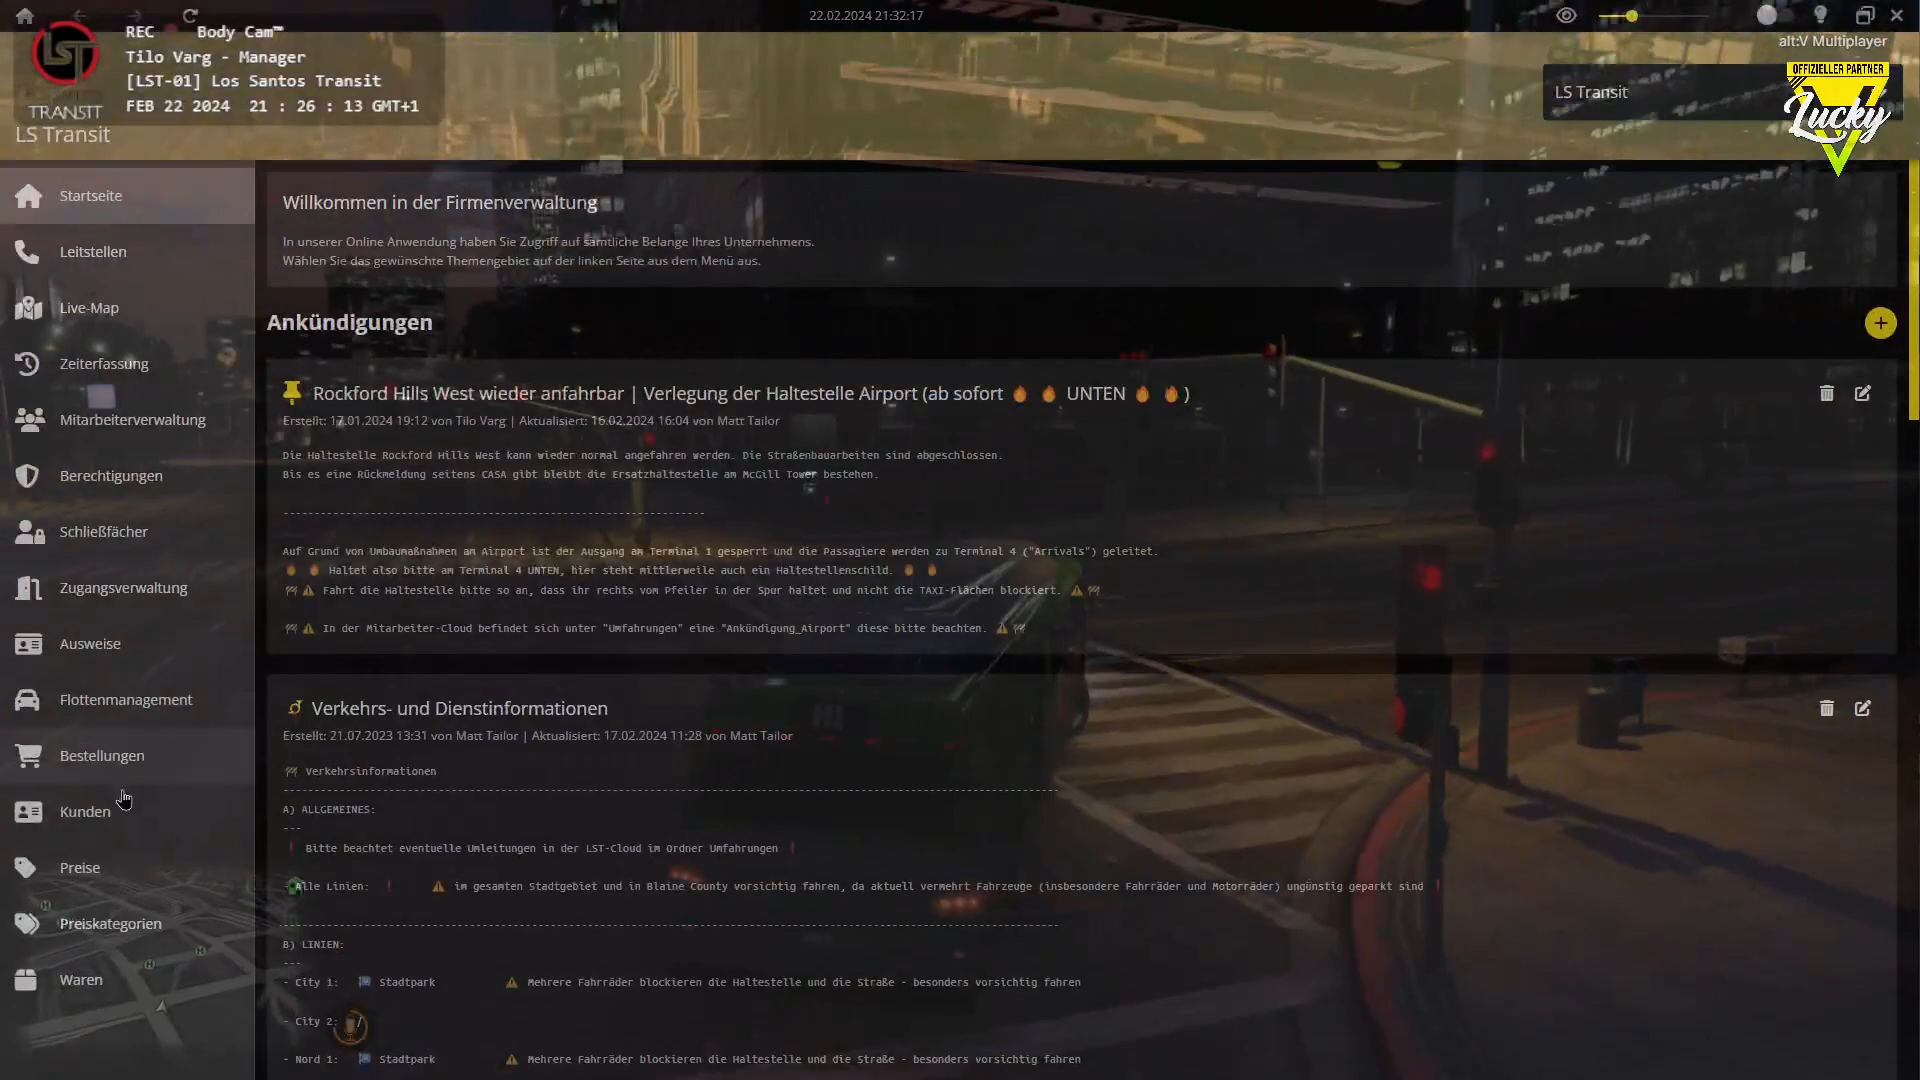 22.02.2024 21:32:17
REC Body Cam™
Tilo Varg - Manager
[LST-01] Los Santos Transit
FEB 22 2024 21 : 26 : 13 GMT+1
LST
TRANSIT
LS Transit
alt:V Multiplayer
LS Transit
OFFIZIELLER PARTNER
Lucky
V
Startseite
Leitstellen
Live-Map
Zeiterfassung
Mitarbeiterverwaltung
Berechtigungen
Schließfächer
Zugangsverwaltung
Ausweise
Flottenmanagement
Bestellungen
Kunden
Preise
Preiskategorien
Waren
Willkommen in der Firmenverwaltung
In unserer Online Anwendung haben Sie Zugriff auf sämtliche Belange Ihres Unternehmens.
Wählen Sie das gewünschte Themengebiet auf der linken Seite aus dem Menü aus.
Ankündigungen
Rockford Hills West wieder anfahrbar | Verlegung der Haltestelle Airport (ab sofort 🔥 🔥 UNTEN 🔥 🔥 )
Erstellt: 17.01.2024 19:12 von Tilo Varg | Aktualisiert: 16.02.2024 16:04 von Matt Tailor
Die Haltestelle Rockford Hills West kann wieder normal angefahren werden. Die Straßenbauarbeiten sind abgeschlossen.
Bis es eine Rückmeldung seitens CASA gibt bleibt die Ersatzhaltestelle am McGill Tower bestehen.
--------------------------------------------------------------------
Auf Grund von Umbaumaßnahmen am Airport ist der Ausgang am Terminal 1 gesperrt und die Passagiere werden zu Terminal 4 ("Arrivals") geleitet.
🔥 🔥 Haltet also bitte am Terminal 4 UNTEN, hier steht mittlerweile auch ein Haltestellenschild. 🔥 🔥
🚧 ⚠ Fahrt die Haltestelle bitte so an, dass ihr rechts vom Pfeiler in der Spur haltet und nicht die TAXI-Flächen blockiert. ⚠ 🚧
🚧 ⚠ In der Mitarbeiter-Cloud befindet sich unter "Umfahrungen" eine "Ankündigung_Airport" diese bitte beachten. ⚠ 🚧
Verkehrs- und Dienstinformationen
Erstellt: 21.07.2023 13:31 von Matt Tailor | Aktualisiert: 17.02.2024 11:28 von Matt Tailor
🚧 Verkehrsinformationen
--------------------------------------------------------------------
A) ALLGEMEINES:
---
❗ Bitte beachtet eventuelle Umleitungen in der LST-Cloud im Ordner Umfahrungen ❗
- Alle Linien: ❗ ⚠ im gesamten Stadtgebiet und in Blaine County vorsichtig fahren, da aktuell vermehrt Fahrzeuge (insbesondere Fahrräder und Motorräder) ungünstig geparkt sind ❗
--------------------------------------------------------------------
B) LINIEN:
---
- City 1: 🚏 Stadtpark ⚠ Mehrere Fahrräder blockieren die Haltestelle und die Straße - besonders vorsichtig fahren
- City 2: /
- Nord 1: 🚏 Stadtpark ⚠ Mehrere Fahrräder blockieren die Haltestelle und die Straße - besonders vorsichtig fahren